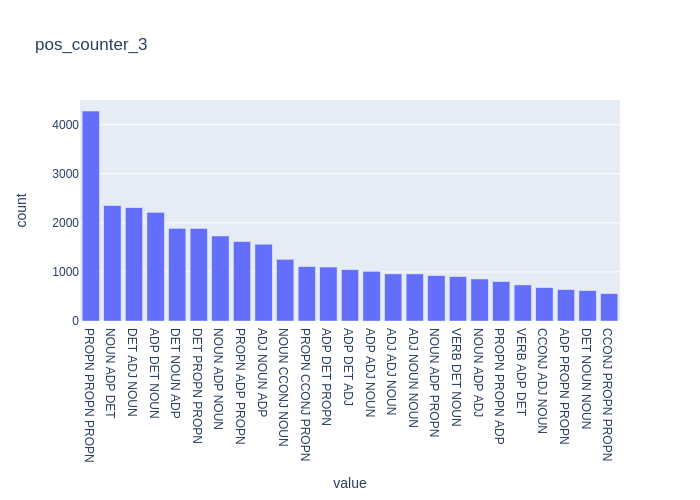 pos_counter_3
count
4000
3000
2000
1000
0
PROPN PROPN PROPN
NOUN ADP DET
DET ADJ NOUN
ADP DET NOUN
DET NOUN ADP
DET PROPN PROPN
NOUN ADP NOUN
PROPN ADP PROPN
ADJ NOUN ADP
NOUN CCONJ NOUN
PROPN CCONJ PROPN
ADP DET PROPN
ADP DET ADJ
ADP ADJ NOUN
ADJ ADJ NOUN
ADJ NOUN NOUN
NOUN ADP PROPN
VERB DET NOUN
NOUN ADP ADJ
PROPN PROPN ADP
VERB ADP DET
CCONJ ADJ NOUN
ADP PROPN PROPN
DET NOUN NOUN
CCONJ PROPN PROPN
value